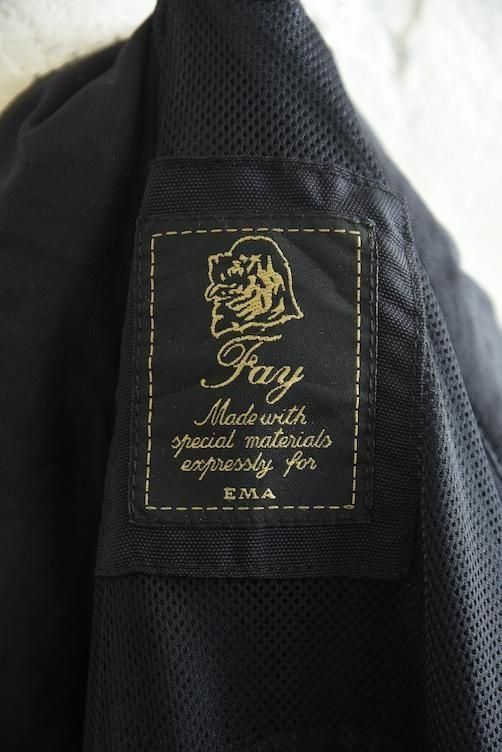 Fay
Made with
special materials
expressly for
EMA